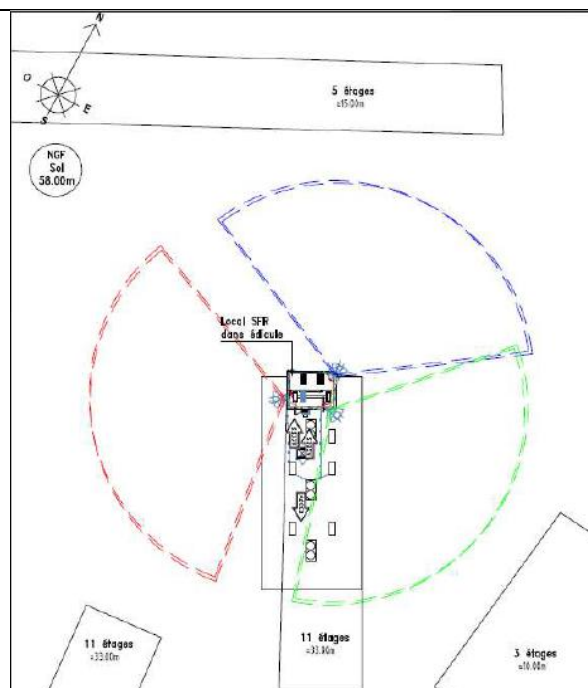 N
O
E
S
5 étages
=15.00m
NGF
Sol
58.00m
Local SFR
dans édicule
11 étages
=33.00m
11 étages
=33.00m
3 étages
=10.00m